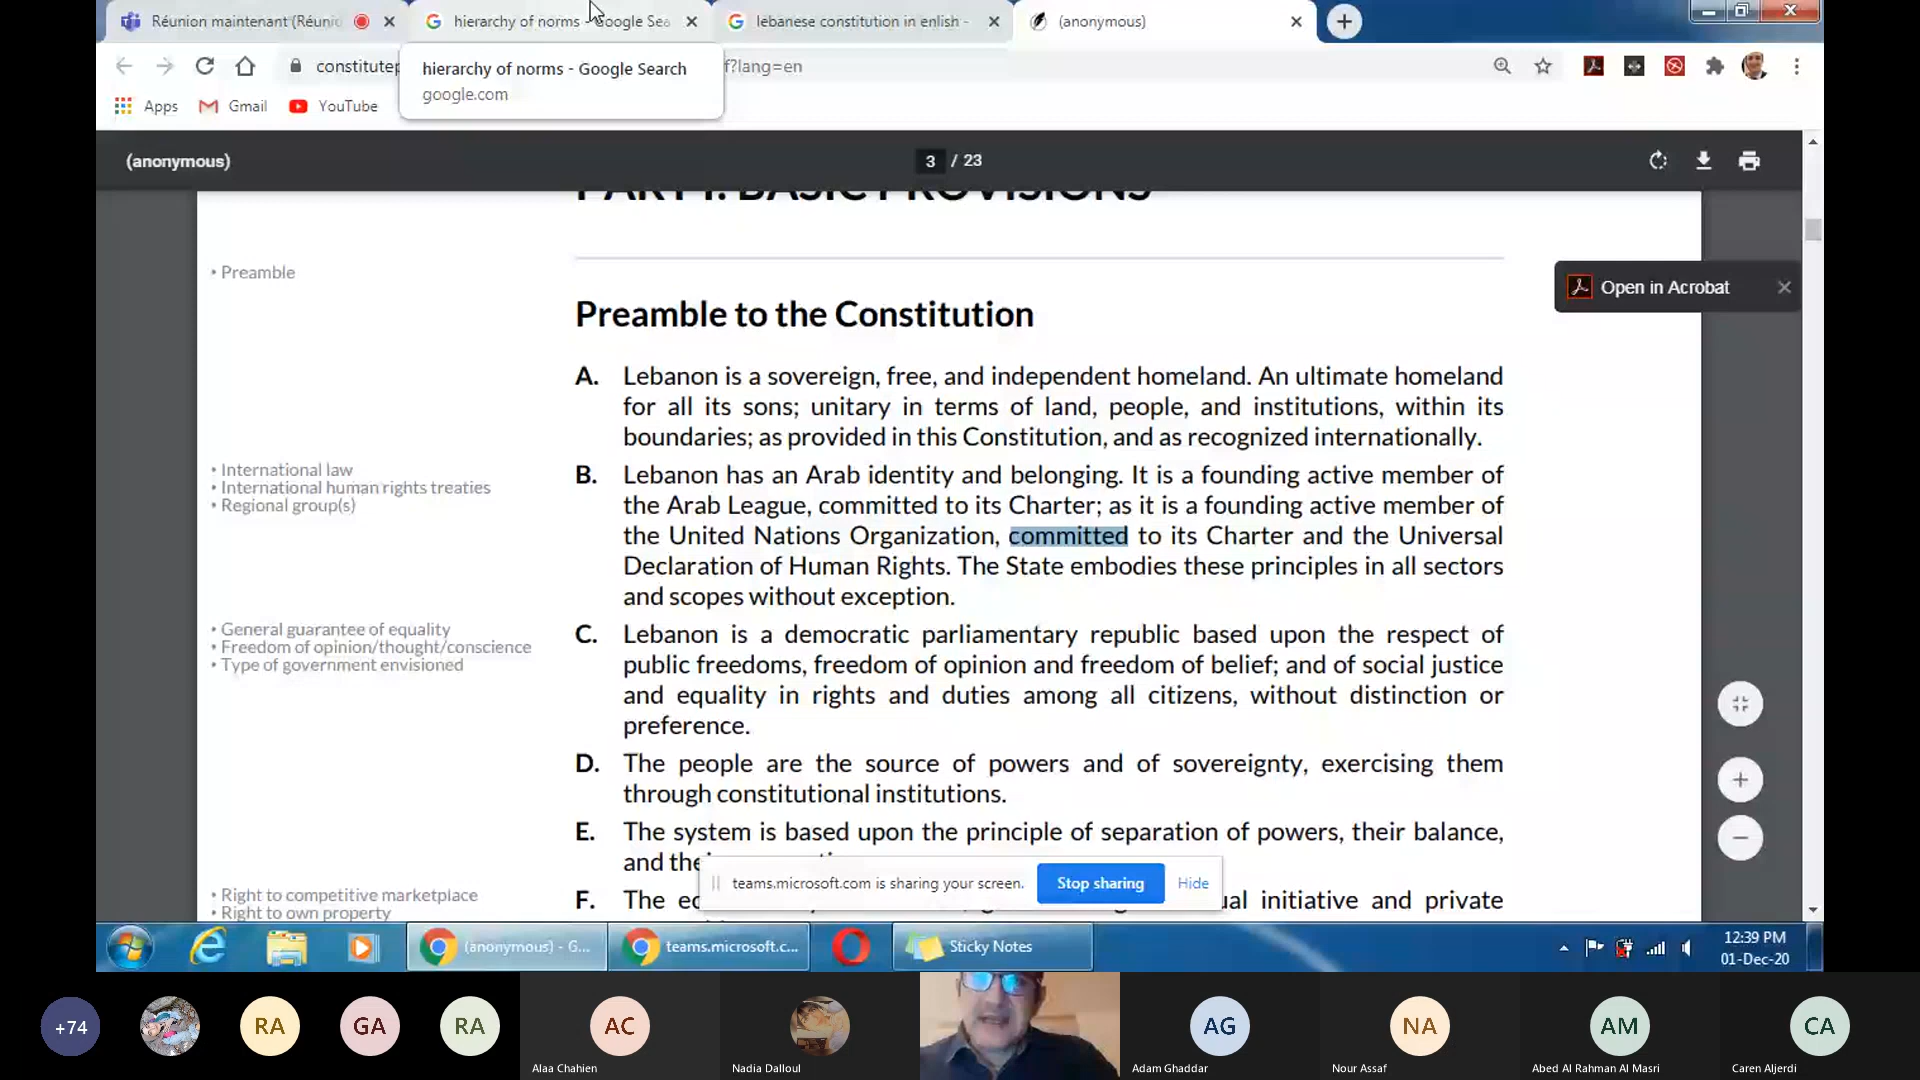 Réunion maintenant (Réunio
hierarchy of norms - Google Sea
lebanese constitution in enlish -
(anonymous)
constitutep
f?lang=en
hierarchy of norms - Google Search
google.com
Apps
Gmail
YouTube
(anonymous)
3 / 23
PART I: BASIC PROVISIONS
• Preamble
Open in Acrobat
Preamble to the Constitution
A. Lebanon is a sovereign, free, and independent homeland. An ultimate homeland
for all its sons; unitary in terms of land, people, and institutions, within its
boundaries; as provided in this Constitution, and as recognized internationally.
• International law
• International human rights treaties
• Regional group(s)
B. Lebanon has an Arab identity and belonging. It is a founding active member of
the Arab League, committed to its Charter; as it is a founding active member of
the United Nations Organization, committed to its Charter and the Universal
Declaration of Human Rights. The State embodies these principles in all sectors
and scopes without exception.
• General guarantee of equality
• Freedom of opinion/thought/conscience
• Type of government envisioned
C. Lebanon is a democratic parliamentary republic based upon the respect of
public freedoms, freedom of opinion and freedom of belief; and of social justice
and equality in rights and duties among all citizens, without distinction or
preference.
D. The people are the source of powers and of sovereignty, exercising them
through constitutional institutions.
E. The system is based upon the principle of separation of powers, their balance,
and the
teams.microsoft.com is sharing your screen.
Stop sharing
Hide
• Right to competitive marketplace
• Right to own property
F. The ec
ual initiative and private
(anonymous) - G...
teams.microsoft.c...
Sticky Notes
12:39 PM
01-Dec-20
+74
RA
GA
RA
AC
AG
NA
AM
CA
Alaa Chahien
Nadia Dalloul
Adam Ghaddar
Nour Assaf
Abed Al Rahman Al Masri
Caren Aljerdi